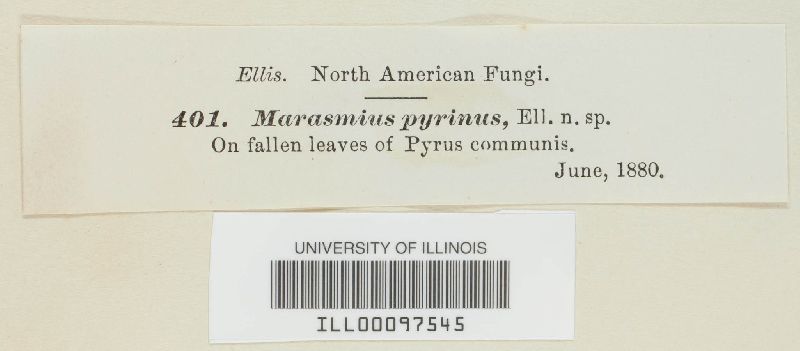 Ellis. North American Fungi.
401. Marasmius pyrinus, Ell. n. sp.
On fallen leaves of Pyrus communis.
June, 1880.
UNIVERSITY OF ILLINOIS
ILL00097545